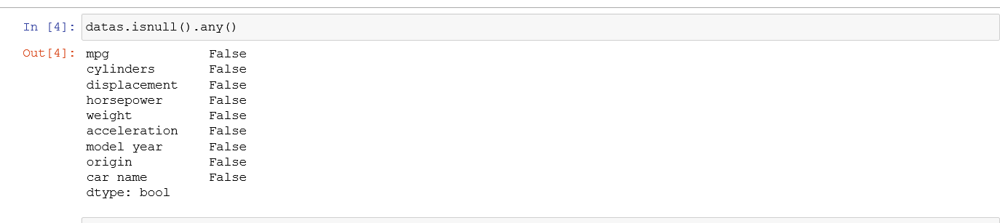 In [4]: datas.isnull().any()
Out[4]: mpg False
cylinders False
displacement False
horsepower False
weight False
acceleration False
model year False
origin False
car name False
dtype: bool